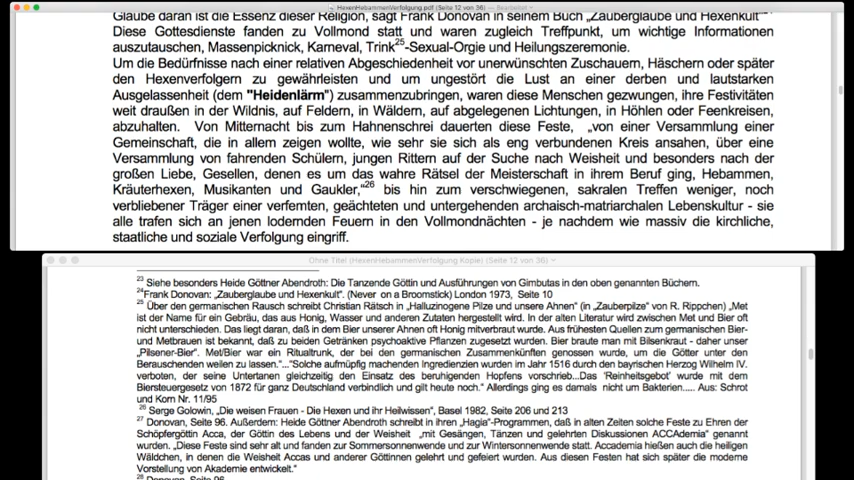 HexenHebammenVerfolgung.pdf (Seite 12 von 36) — Bearbeitet
Glaube daran ist die Essenz dieser Religion, sagt Frank Donovan in seinem Buch „Zauberglaube und Hexenkult“
Diese Gottesdienste fanden zu Vollmond statt und waren zugleich Treffpunkt, um wichtige Informationen
auszutauschen, Massenpicknick, Karneval, Trink25-Sexual-Orgie und Heilungszeremonie.
Um die Bedürfnisse nach einer relativen Abgeschiedenheit vor unerwünschten Zuschauern, Häschern oder später
den Hexenverfolgern zu gewährleisten und um ungestört die Lust an einer derben und lautstarken
Ausgelassenheit (dem "Heidenlärm") zusammenzubringen, waren diese Menschen gezwungen, ihre Festivitäten
weit draußen in der Wildnis, auf Feldern, in Wäldern, auf abgelegenen Lichtungen, in Höhlen oder Feenkreisen,
abzuhalten. Von Mitternacht bis zum Hahnenschrei dauerten diese Feste, „von einer Versammlung einer
Gemeinschaft, die in allem zeigen wollte, wie sehr sie sich als eng verbundenen Kreis ansahen, über eine
Versammlung von fahrenden Schülern, jungen Rittern auf der Suche nach Weisheit und besonders nach der
großen Liebe, Gesellen, denen es um das wahre Rätsel der Meisterschaft in ihrem Beruf ging, Hebammen,
Kräuterhexen, Musikanten und Gaukler,“26 bis hin zum verschwiegenen, sakralen Treffen weniger, noch
verbliebener Träger einer verfemten, geächteten und untergehenden archaisch-matriarchalen Lebenskultur - sie
alle trafen sich an jenen lodernden Feuern in den Vollmondnächten - je nachdem wie massiv die kirchliche,
staatliche und soziale Verfolgung eingriff.
Ohne Titel (HexenHebammenVerfolgung Kopie) (Seite 12 von 36)
23 Siehe besonders Heide Göttner Abendroth: Die Tanzende Göttin und Ausführungen von Gimbutas in den oben genannten Büchern.
24 Frank Donovan: „Zauberglaube und Hexenkult“. (Never on a Broomstick) London 1973, Seite 10
25 Über den germanischen Rausch schreibt Christian Rätsch in „Halluzinogene Pilze und unsere Ahnen“ (in „Zauberpilze“ von R. Rippchen) „Met
ist der Name für ein Gebräu, das aus Honig, Wasser und anderen Zutaten hergestellt wird. In der alten Literatur wird zwischen Met und Bier oft
nicht unterschieden. Das liegt daran, daß in dem Bier unserer Ahnen oft Honig mitverbraut wurde. Aus frühesten Quellen zum germanischen Bier-
und Metbrauen ist bekannt, daß zu beiden Getränken psychoaktive Pflanzen zugesetzt wurden. Bier braute man mit Bilsenkraut - daher unser
„Pilsener-Bier“. Met/Bier war ein Ritualtrunk, der bei den germanischen Zusammenkünften genossen wurde, um die Götter unter den
Berauschenden weilen zu lassen.“...“Solche aufmüpfig machenden Ingredienzien wurden im Jahr 1516 durch den bayrischen Herzog Wilhelm IV.
verboten, der seine Untertanen gleichzeitig den Einsatz des beruhigenden Hopfens vorschrieb...Das 'Reinheitsgebot' wurde mit dem
Biersteuergesetz von 1872 für ganz Deutschland verbindlich und gilt heute noch.“ Allerdings ging es damals nicht um Bakterien..... Aus: Schrot
und Korn Nr. 11/95
26 Serge Golowin, „Die weisen Frauen - Die Hexen und ihr Heilwissen“, Basel 1982, Seite 206 und 213
27 Donovan, Seite 96. Außerdem: Heide Göttner Abendroth schreibt in ihren „Hagia“-Programmen, daß in alten Zeiten solche Feste zu Ehren der
Schöpfergöttin Acca, der Göttin des Lebens und der Weisheit „mit Gesängen, Tänzen und gelehrten Diskussionen ACCAdemia“ genannt
wurden. „Diese Feste sind sehr alt und fanden zur Sommersonnenwende und zur Wintersonnenwende statt. Accademia hießen auch die heiligen
Wäldchen, in denen die Weisheit Accas und anderer Göttinnen gelehrt und gefeiert wurden. Aus diesen Festen hat sich später die moderne
Vorstellung von Akademie entwickelt.“
28 Donovan, Seite 96